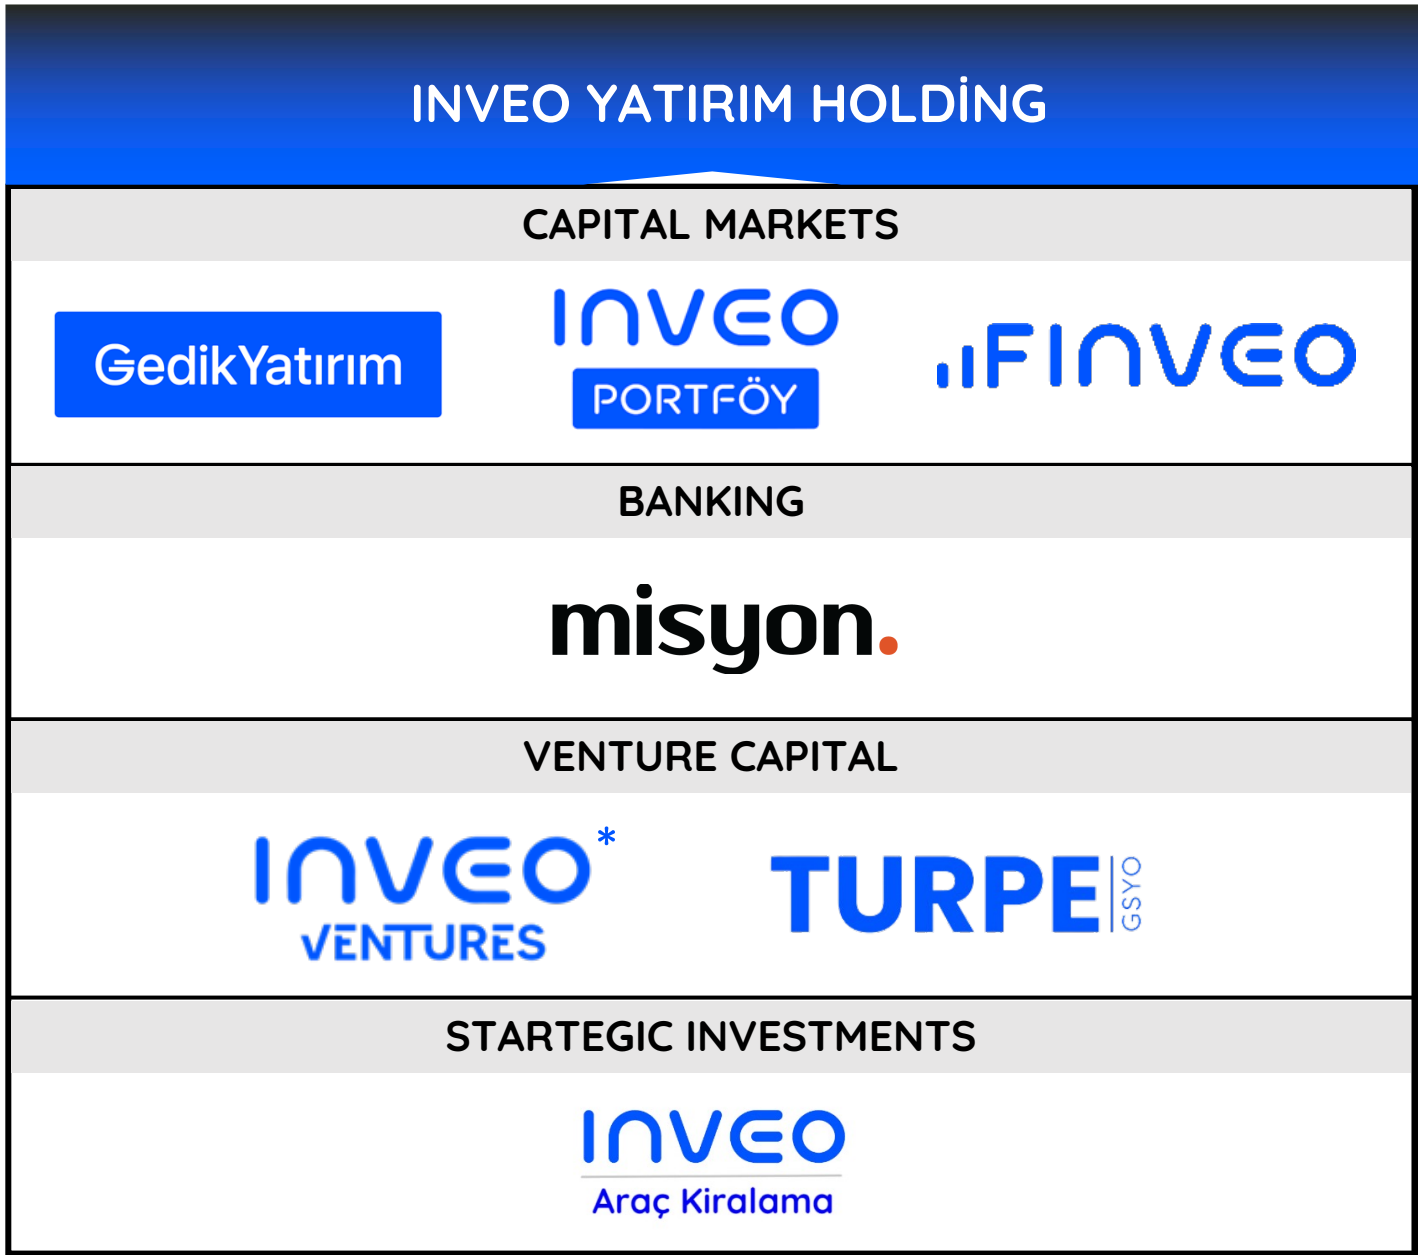 INVEO YATIRIM HOLDİNG
CAPITAL MARKETS
GedikYatırım
INVEO
PORTFÖY
FINVEO
BANKING
misyon.
VENTURE CAPITAL
INVEO*
VENTURES
TURPE GSYO
STARTEGIC INVESTMENTS
INVEO
Araç Kiralama